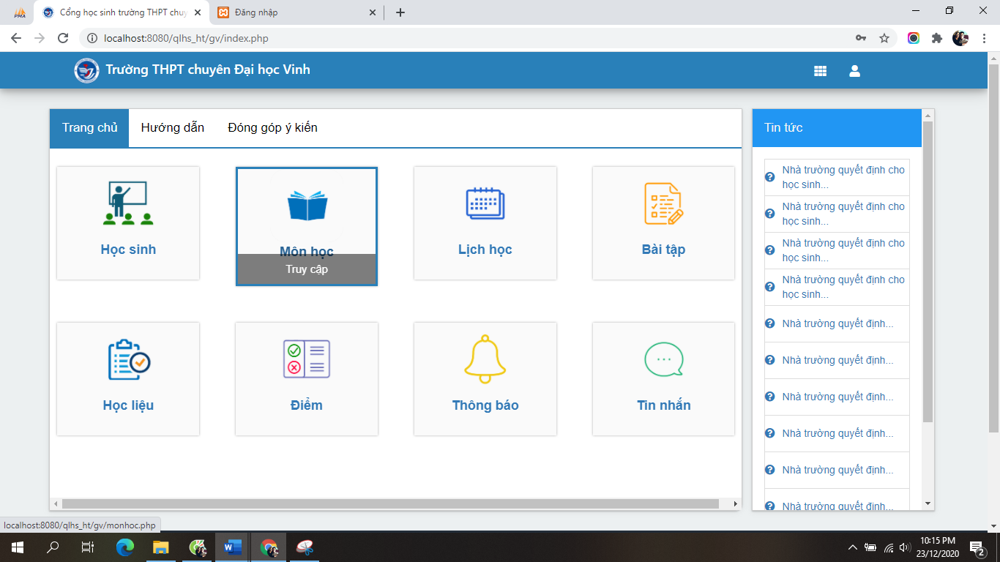 PMA
Cổng học sinh trường THPT chuy
Đăng nhập
localhost:8080/qlhs_ht/gv/index.php
Trường THPT chuyên Đại học Vinh
Trang chủ
Hướng dẫn
Đóng góp ý kiến
Học sinh
Môn học
Truy cập
Lịch học
Bài tập
Học liệu
Điểm
Thông báo
Tin nhắn
Tin tức
Nhà trường quyết định cho
học sinh...
Nhà trường quyết định cho
học sinh...
Nhà trường quyết định cho
học sinh...
Nhà trường quyết định cho
học sinh...
Nhà trường quyết định...
Nhà trường quyết định...
Nhà trường quyết định...
Nhà trường quyết định...
Nhà trường quyết định...
Nhà trường quyết định...
localhost:8080/qlhs_ht/gv/monhoc.php
10:15 PM
23/12/2020
2